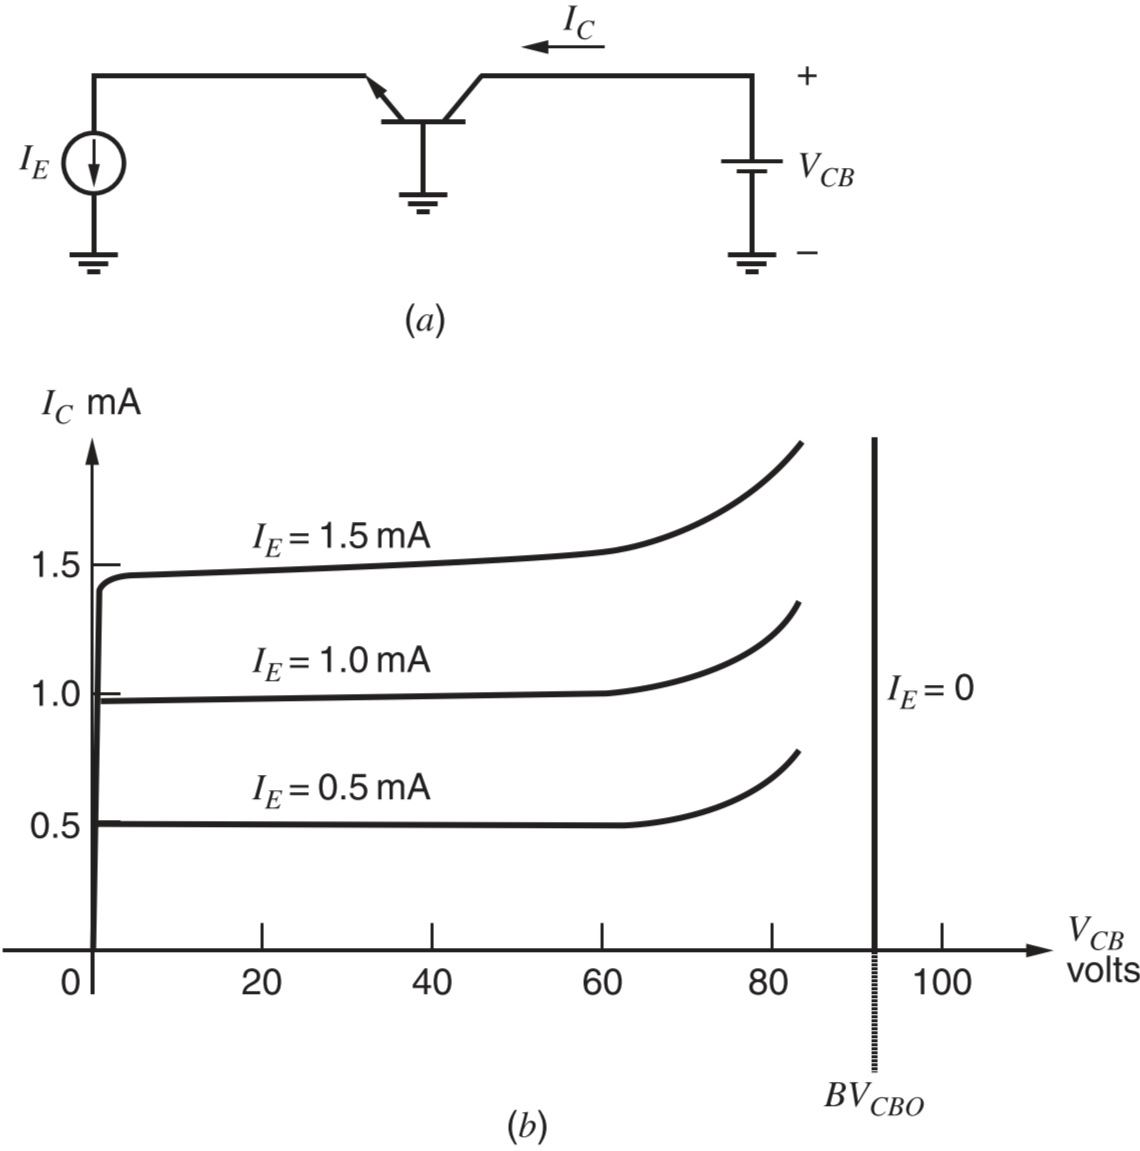 I_C
+
I_E
V_CB
−
(a)
I_C mA
I_E = 1.5 mA
1.5
I_E = 1.0 mA
1.0
I_E = 0
I_E = 0.5 mA
0.5
V_CB
volts
0 20 40 60 80 100
BV_CBO
(b)